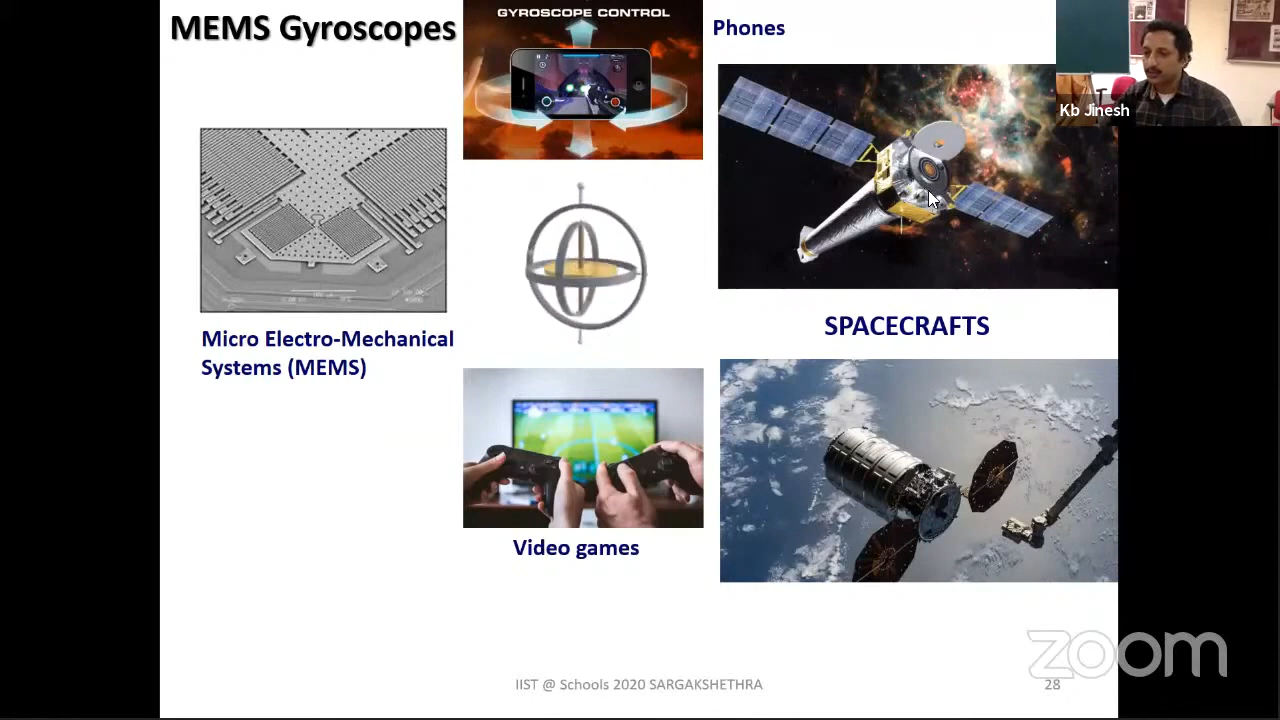 MEMS Gyroscopes
GYROSCOPE CONTROL
Phones
Kb Jinesh
Micro Electro-Mechanical
Systems (MEMS)
SPACECRAFTS
Video games
zoom
IIST @ Schools 2020 SARGAKSHETHRA
28